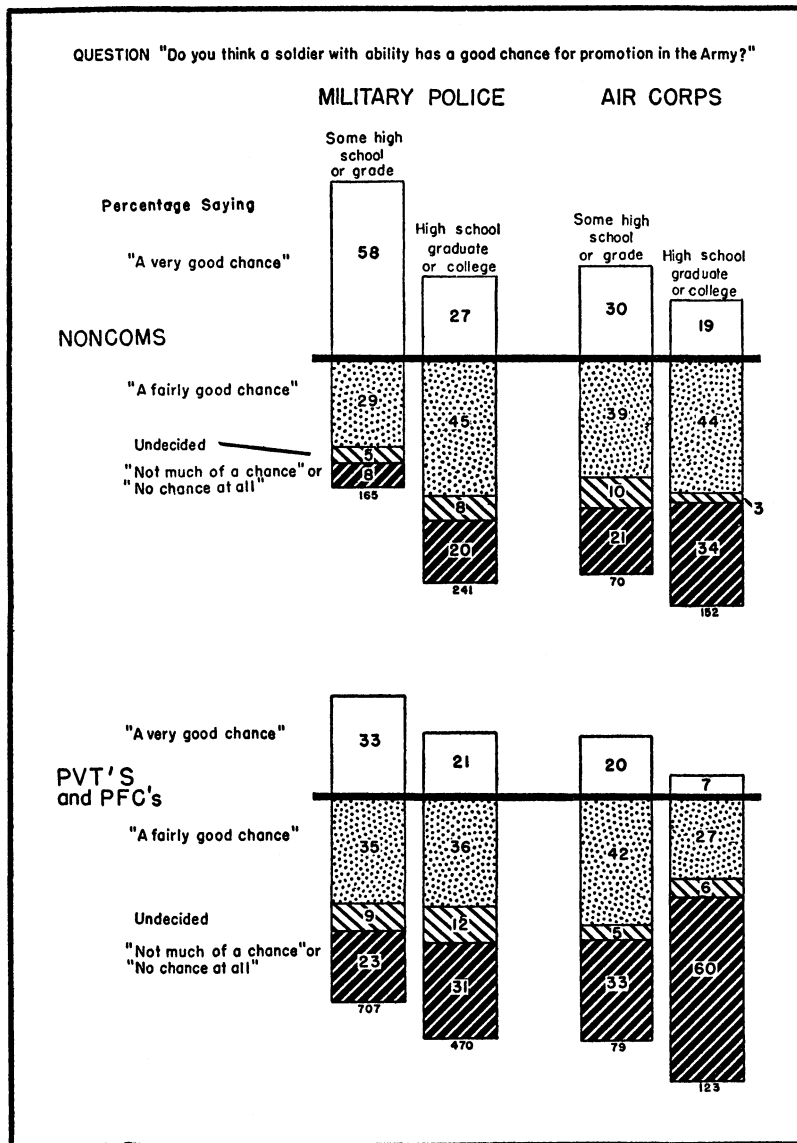 QUESTION "Do you think a soldier with ability has a good chance for promotion in the Army?"
MILITARY POLICE AIR CORPS
Some high
school
or grade
High school
graduate
or college
Some high
school
or grade
High school
graduate
or college
Percentage Saying
"A very good chance"
58 27 30 19
NONCOMS
"A fairly good chance"
29 45 39 44
Undecided
5 8 10 3
"Not much of a chance" or
"No chance at all"
8 20 21 34
165 241 70 152
"A very good chance"
33 21 20 7
PVT'S
and PFC's
"A fairly good chance"
35 36 42 27
Undecided
9 12 5 6
"Not much of a chance" or
"No chance at all"
23 31 33 60
707 470 79 123